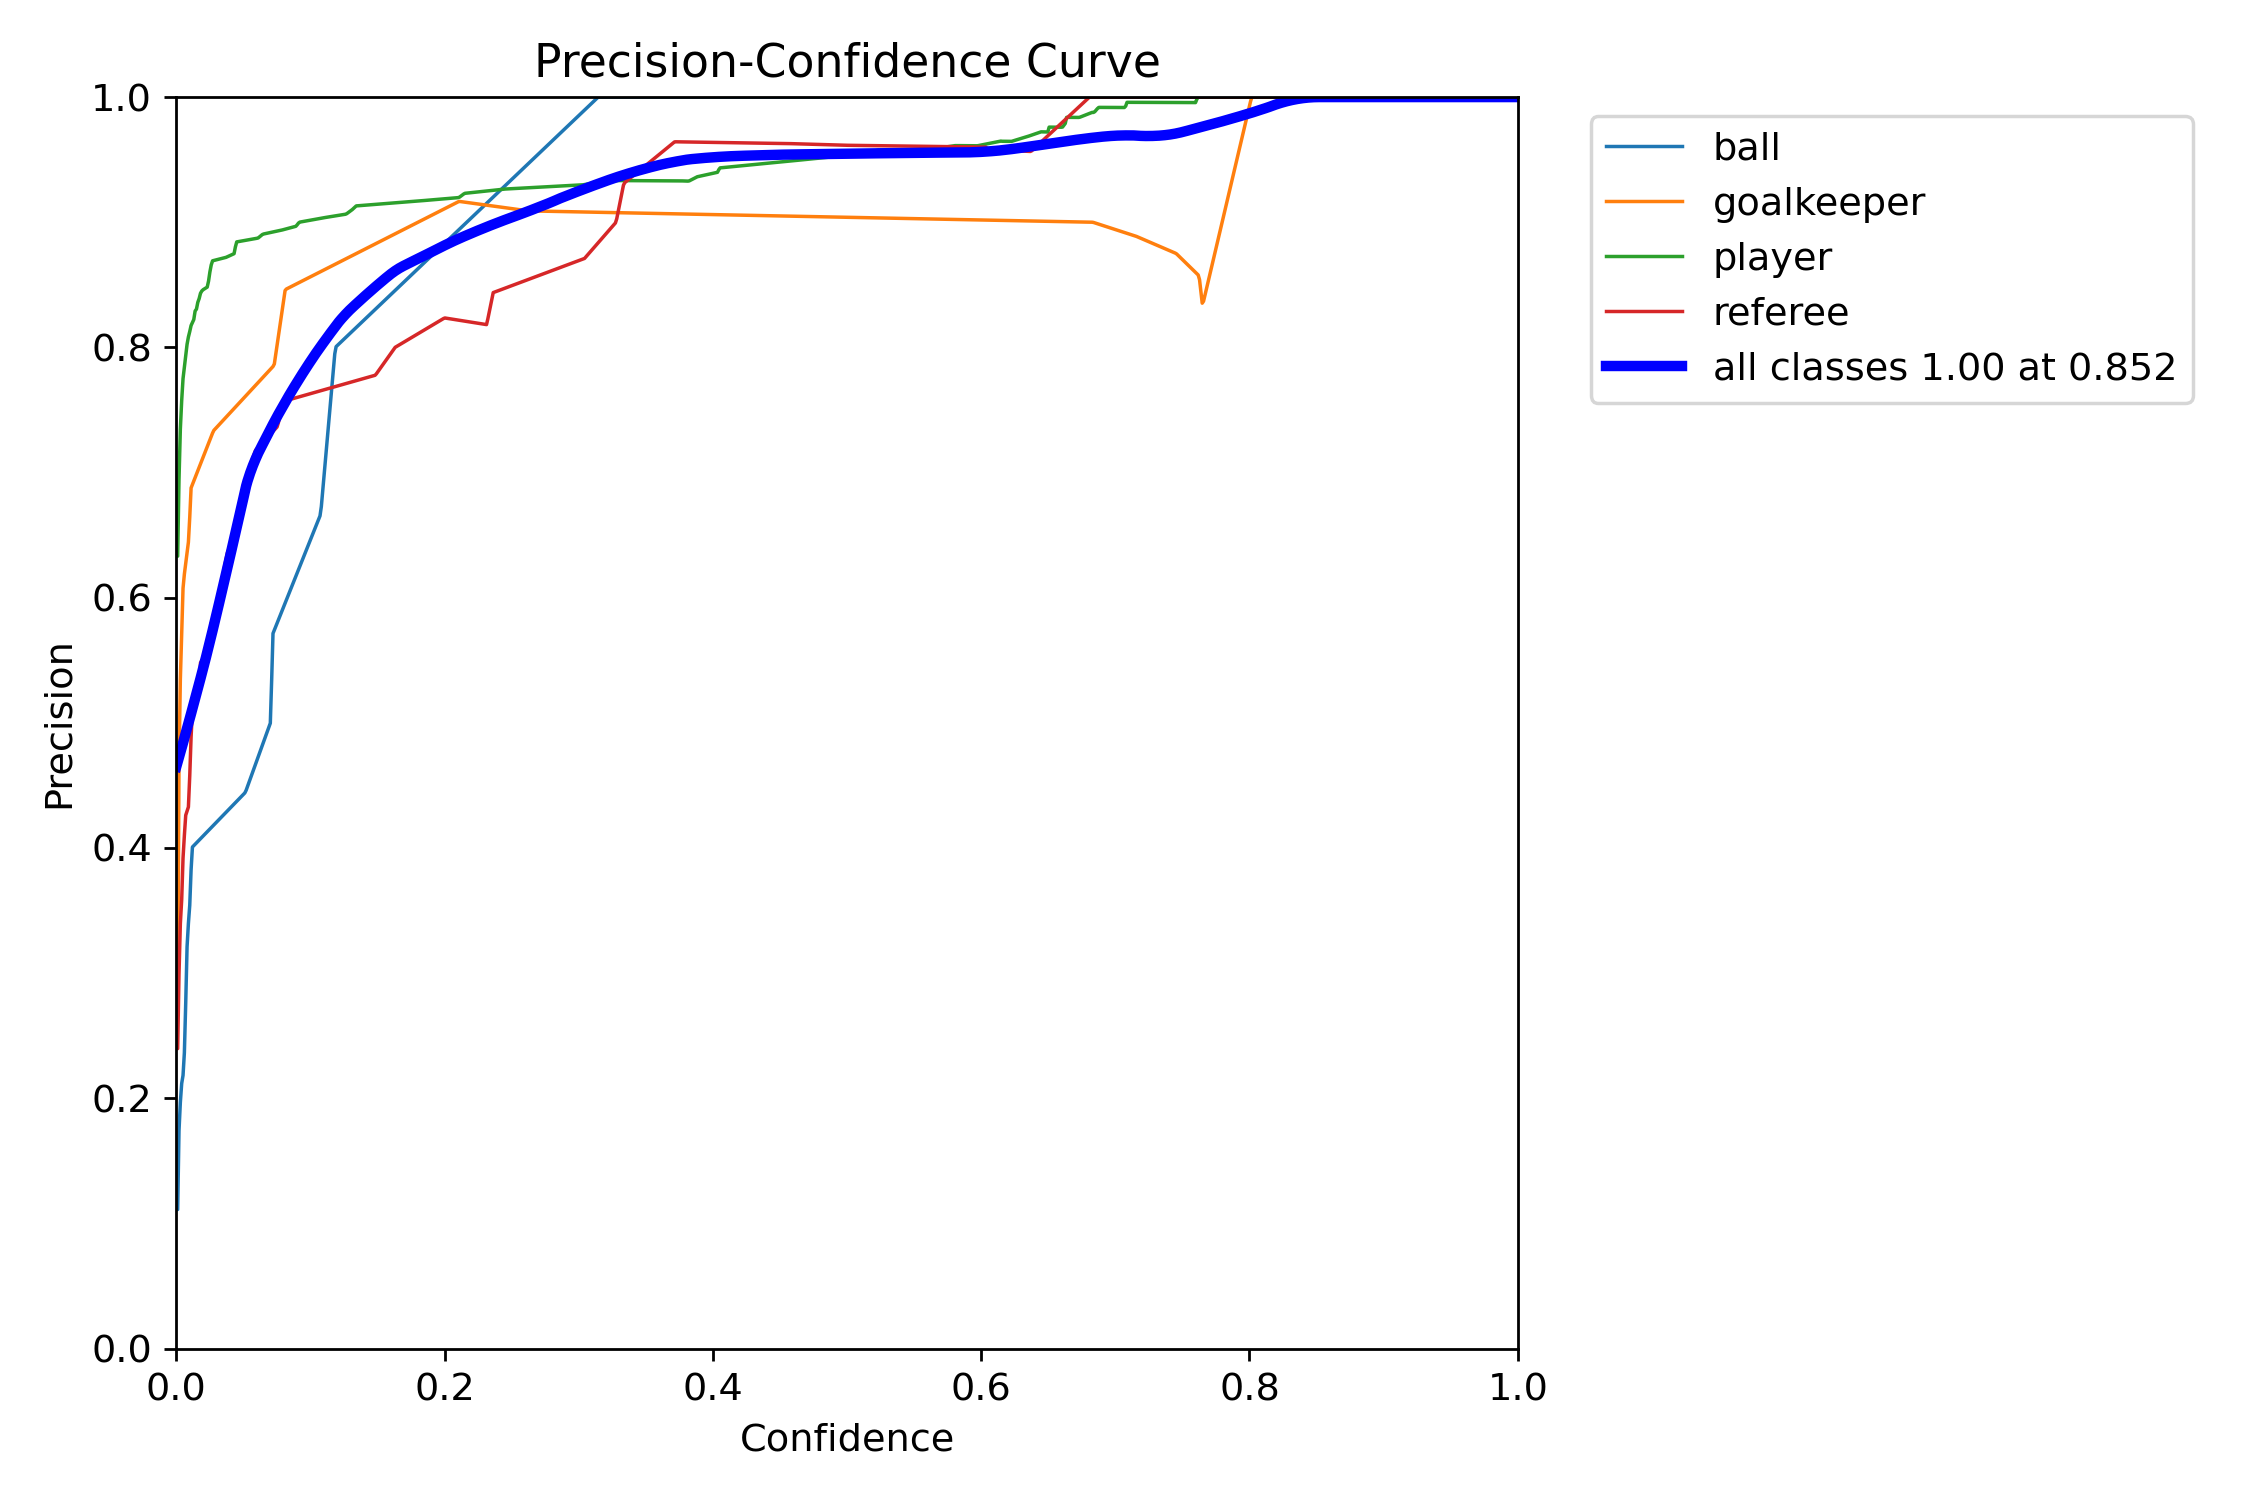 Precision-Confidence Curve
1.0
0.8
0.6
0.4
0.2
0.0
Precision
0.0 0.2 0.4 0.6 0.8 1.0
Confidence
ball
goalkeeper
player
referee
all classes 1.00 at 0.852